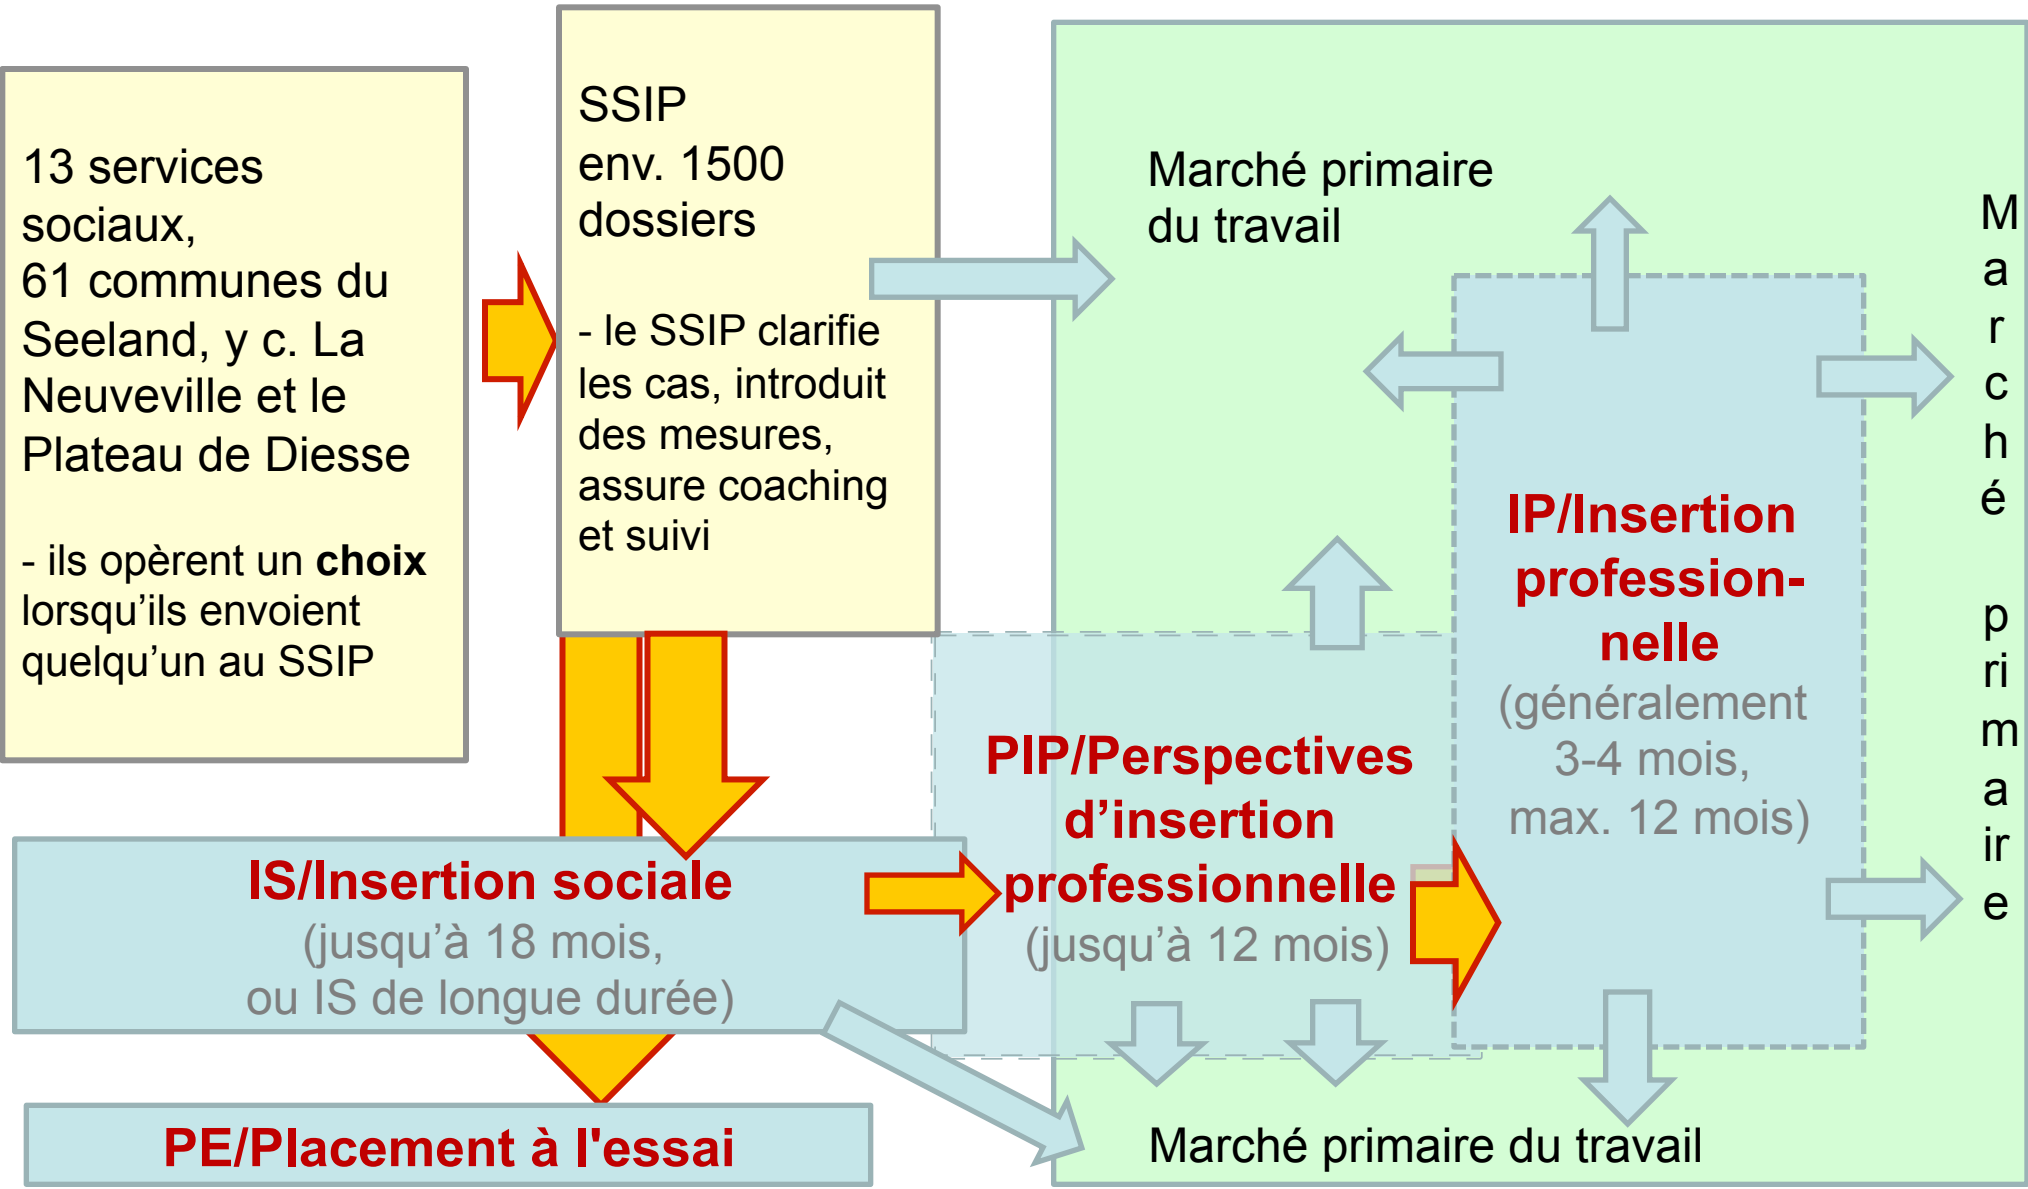 13 services
sociaux,
61 communes du
Seeland, y c. La
Neuveville et le
Plateau de Diesse
- ils opèrent un choix
lorsqu’ils envoient
quelqu’un au SSIP
SSIP
env. 1500
dossiers
- le SSIP clarifie
les cas, introduit
des mesures,
assure coaching
et suivi
Marché primaire
du travail
IP/Insertion
profession-
nelle
(généralement
3-4 mois,
max. 12 mois)
M
a
r
c
h
é
p
ri
m
a
ir
e
PIP/Perspectives
d’insertion
professionnelle
(jusqu’à 12 mois)
IS/Insertion sociale
(jusqu’à 18 mois,
ou IS de longue durée)
PE/Placement à l'essai
Marché primaire du travail